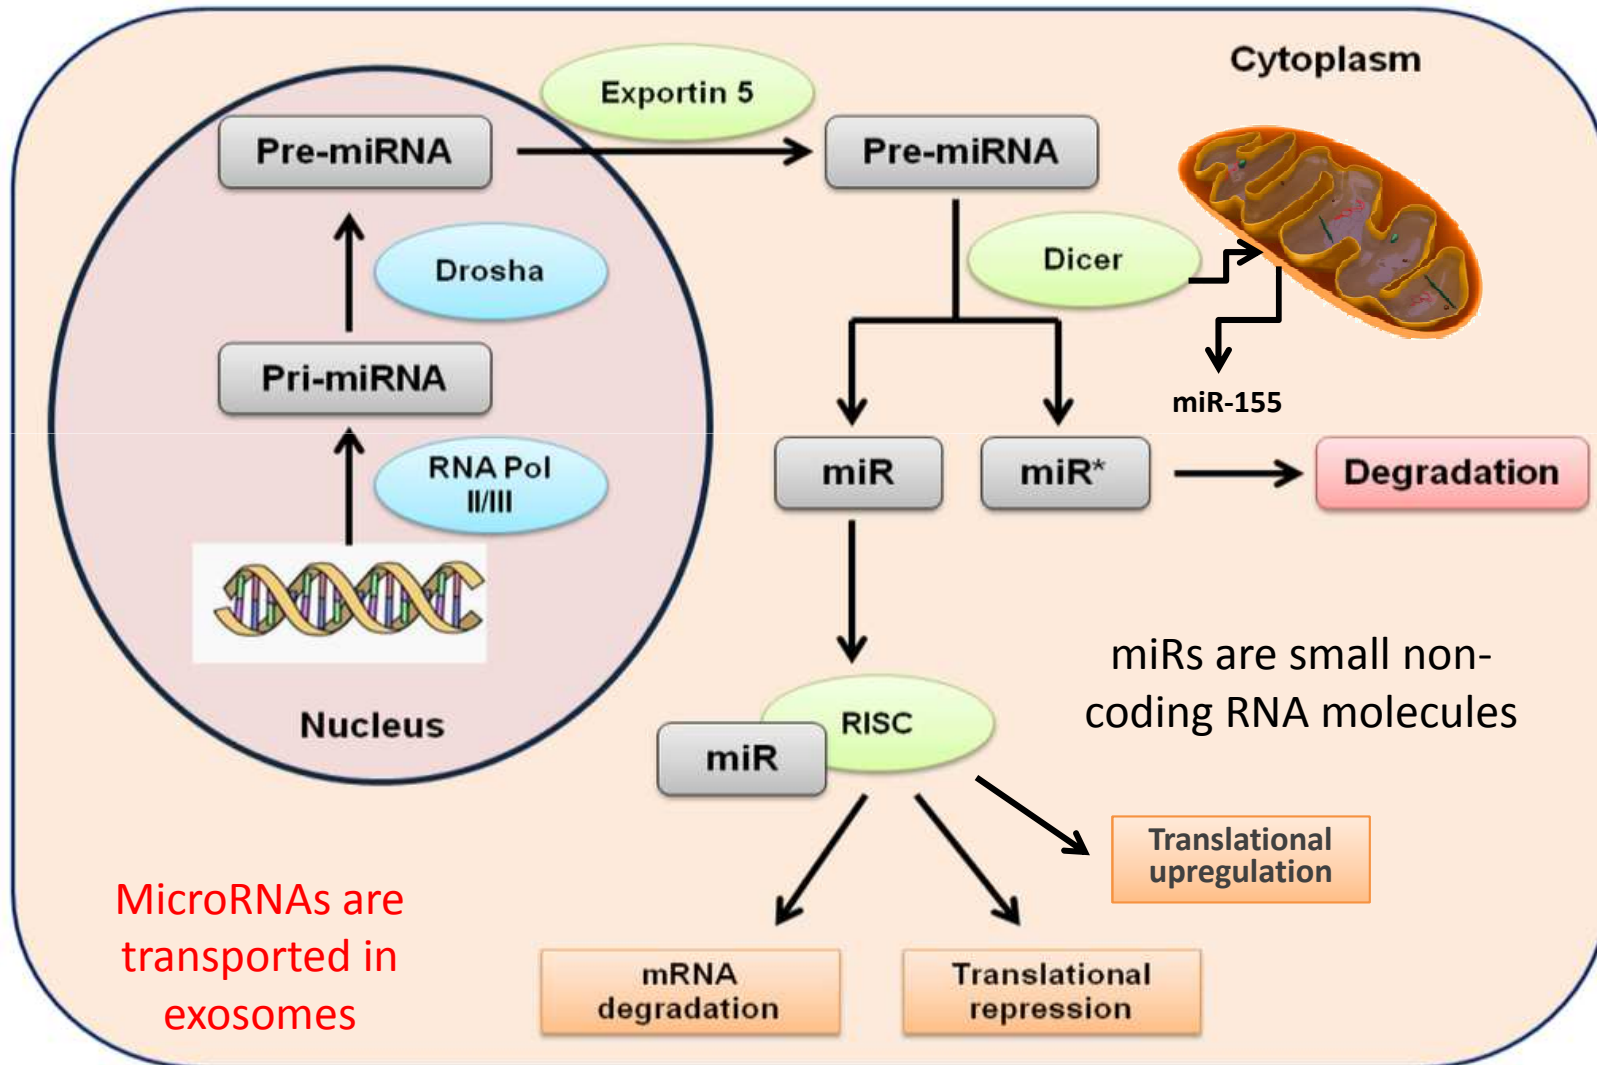 Cytoplasm
Exportin 5
Pre-miRNA
Pre-miRNA
Drosha
Dicer
Pri-miRNA
miR-155
RNA Pol
II/III
miR
miR*
Degradation
Nucleus
miRs are small non-
coding RNA molecules
RISC
miR
Translational
upregulation
MicroRNAs are
transported in
exosomes
mRNA
degradation
Translational
repression